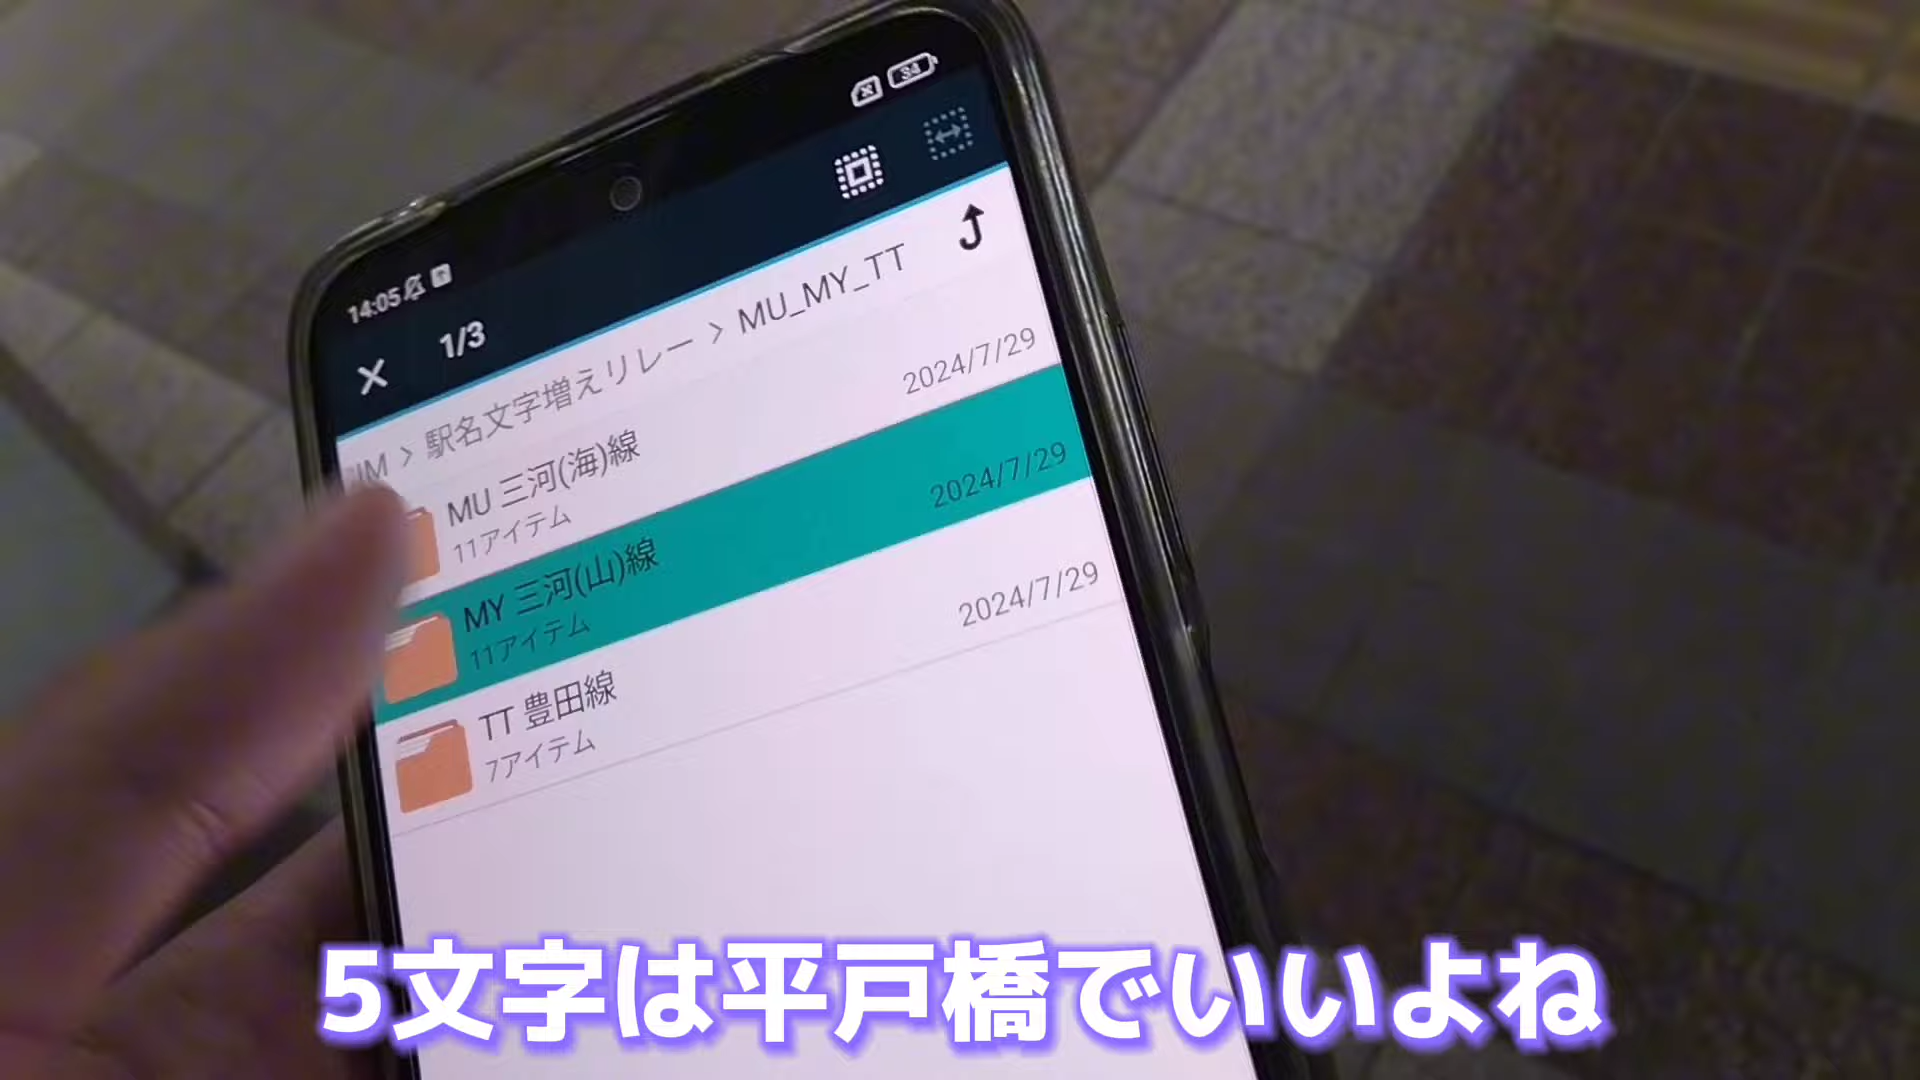 34
14:05
1/3
IM > 駅名文字増えリレー > MU_MY_TT
MU 三河(海)線
11アイテム
2024/7/29
MY 三河(山)線
11アイテム
2024/7/29
TT 豊田線
7アイテム
2024/7/29
5文字は平戸橋でいいよね